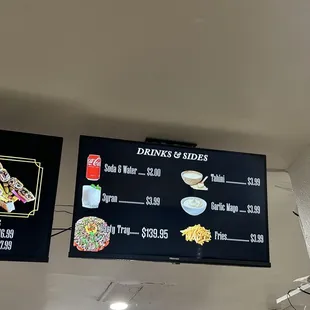 DRINKS & SIDES
Soda & Water ..... $2.00
Tahini ........ $3.99
Ayran ........... $3.99
Garlic Mayo ..... $3.99
Tray..... $139.95
Fries......... $3.99
6.99
7.99